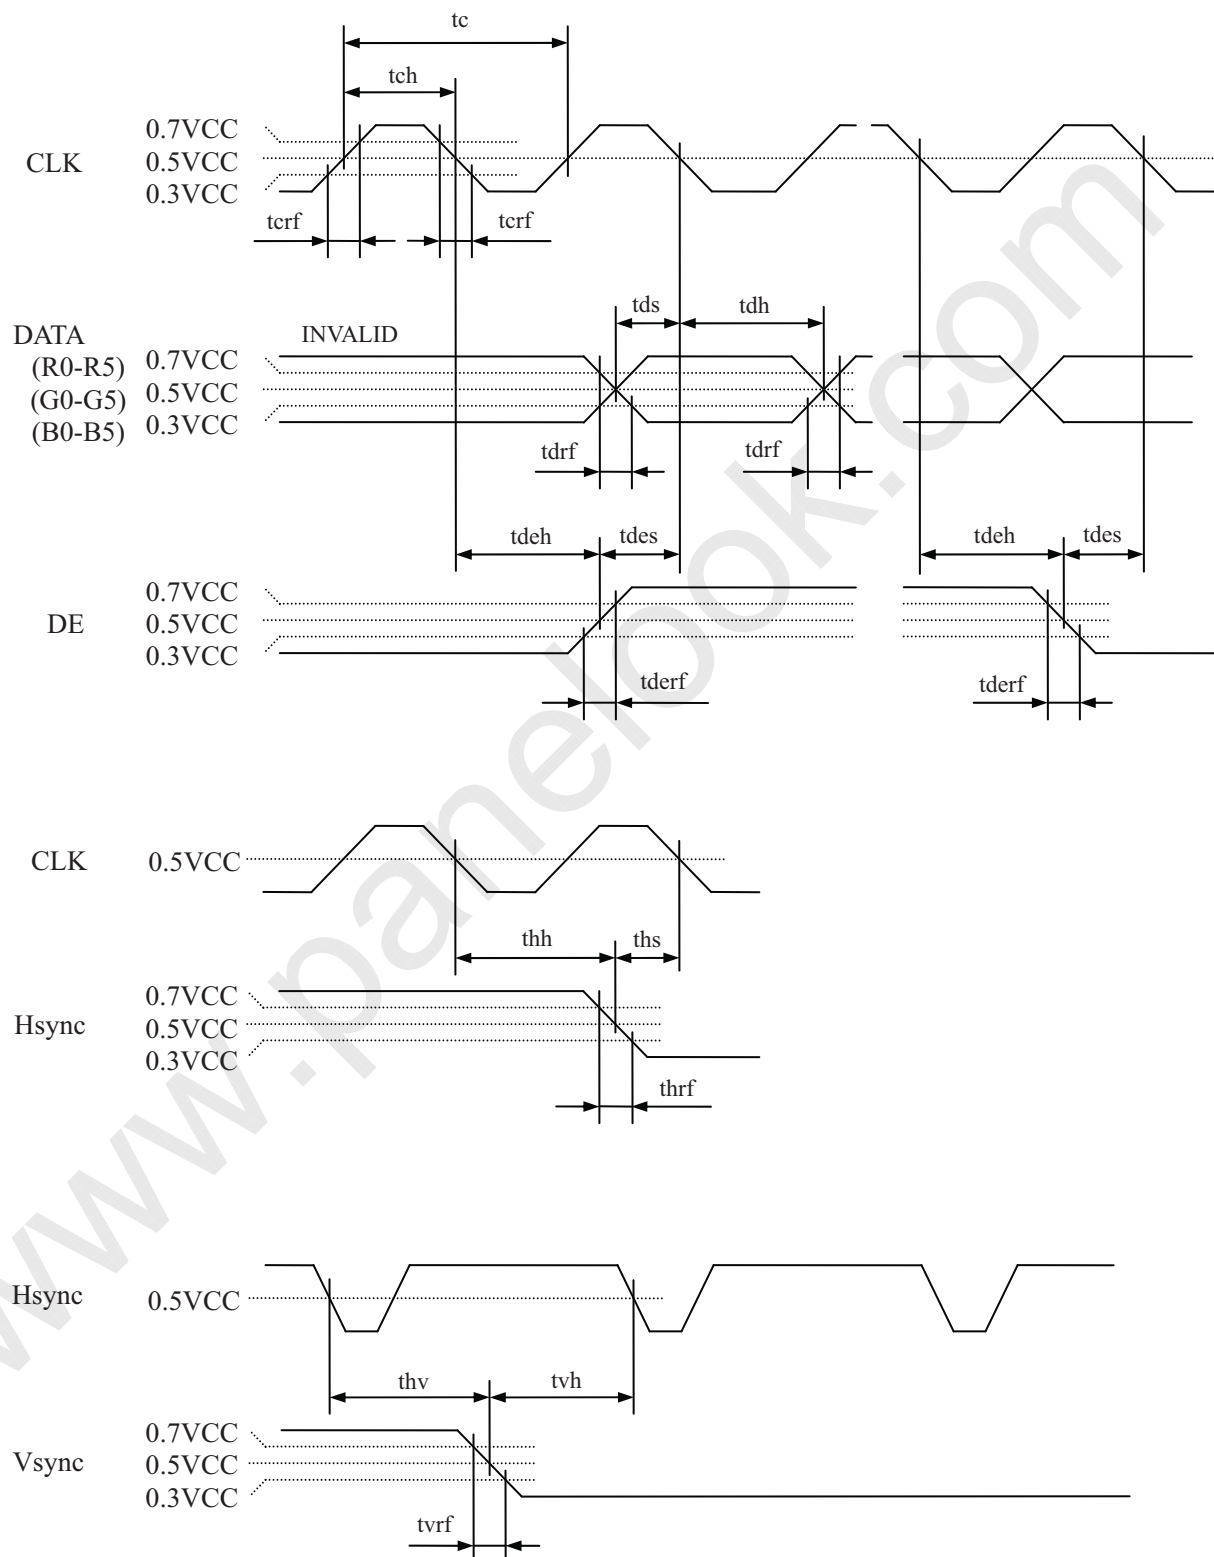 tc
tch
0.7VCC
CLK 0.5VCC
0.3VCC
tcrf tcrf
tds tdh
DATA INVALID
(R0-R5) 0.7VCC
(G0-G5) 0.5VCC
(B0-B5) 0.3VCC
tdrf tdrf
tdeh tdes tdeh tdes
0.7VCC
DE 0.5VCC
0.3VCC
tderf tderf
CLK 0.5VCC
thh ths
0.7VCC
Hsync 0.5VCC
0.3VCC
thrf
Hsync 0.5VCC
thv tvh
0.7VCC
Vsync 0.5VCC
0.3VCC
tvrf
www.panelook.com